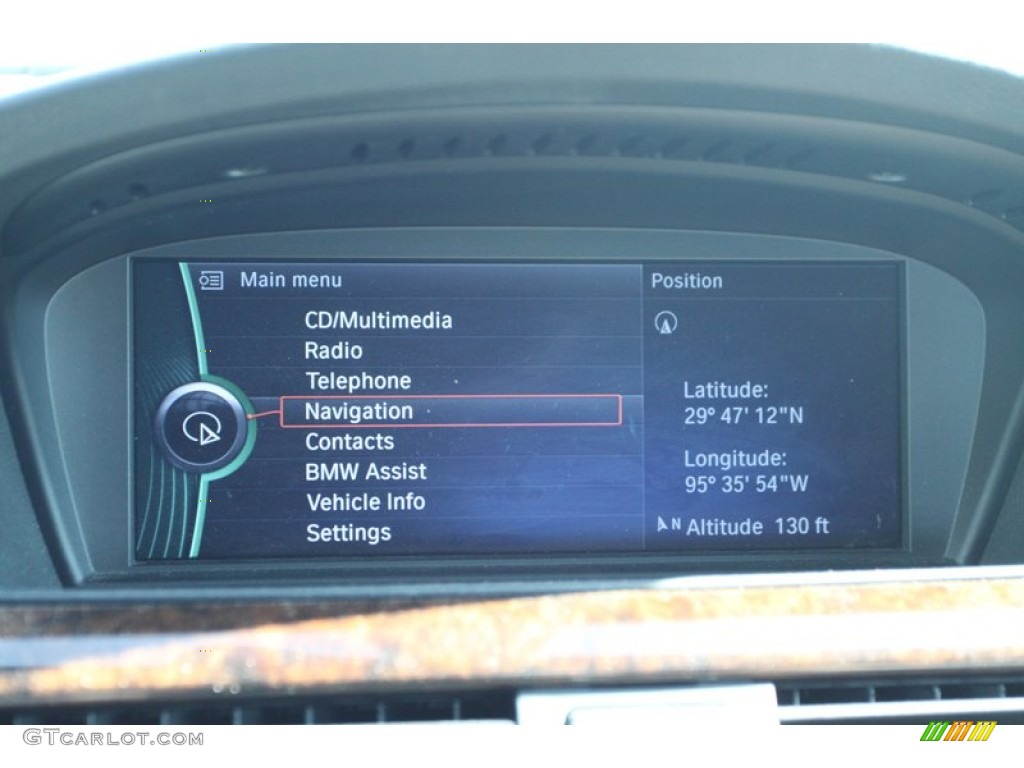 Main menu
Position
CD/Multimedia
Radio
Telephone
Navigation
Contacts
BMW Assist
Vehicle Info
Settings
Latitude:
29° 47' 12"N
Longitude:
95° 35' 54"W
N Altitude 130 ft
GTcarlot.com